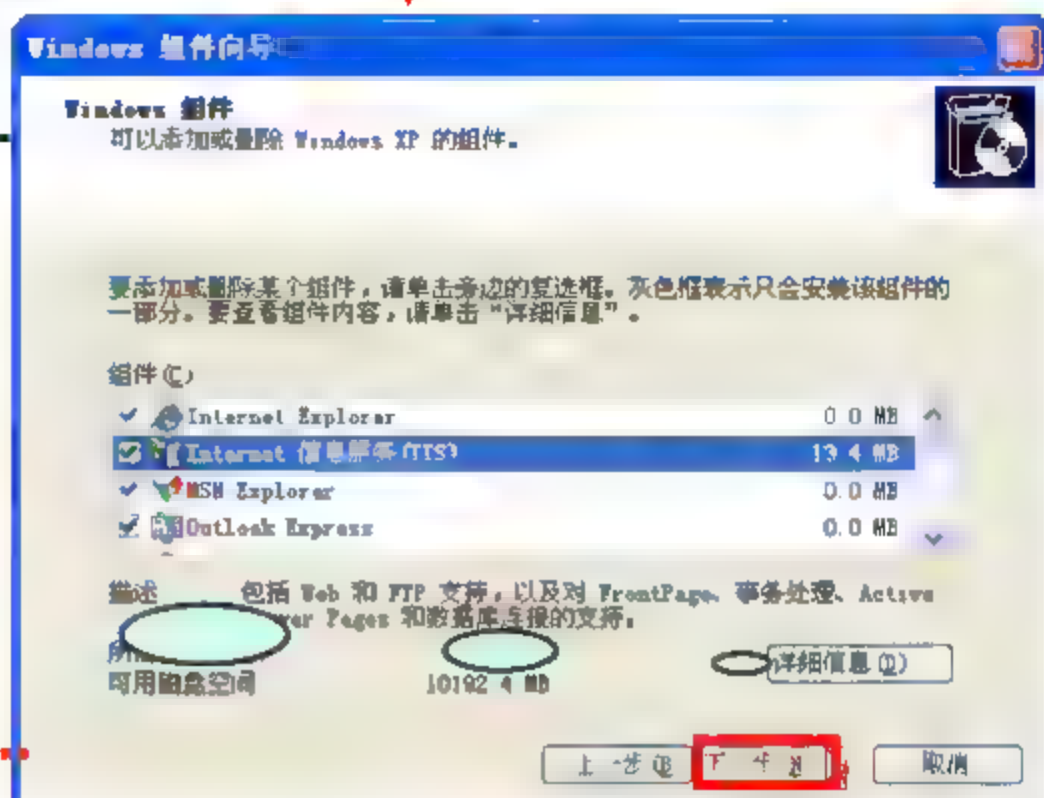 Windows 组件向导
Windows 组件
可以添加或删除 Windows XP 的组件。
要添加或删除某个组件，请单击旁边的复选框。灰色框表示只会安装该组件的
一部分。要查看组件内容，请单击“详细信息”。
组件(C)
Internet Explorer 0.0 MB
Internet 信息服务(IIS) 13.4 MB
MSN Explorer 0.0 MB
Outlook Express 0.0 MB
描述 包括 Web 和 FTP 支持，以及对 FrontPage、事务处理、Active
ver Pages 和数据库连接的支持。
所
详细信息(D)
可用磁盘空间 10192.4 MB
上一步(B) 下一步(N) 取消